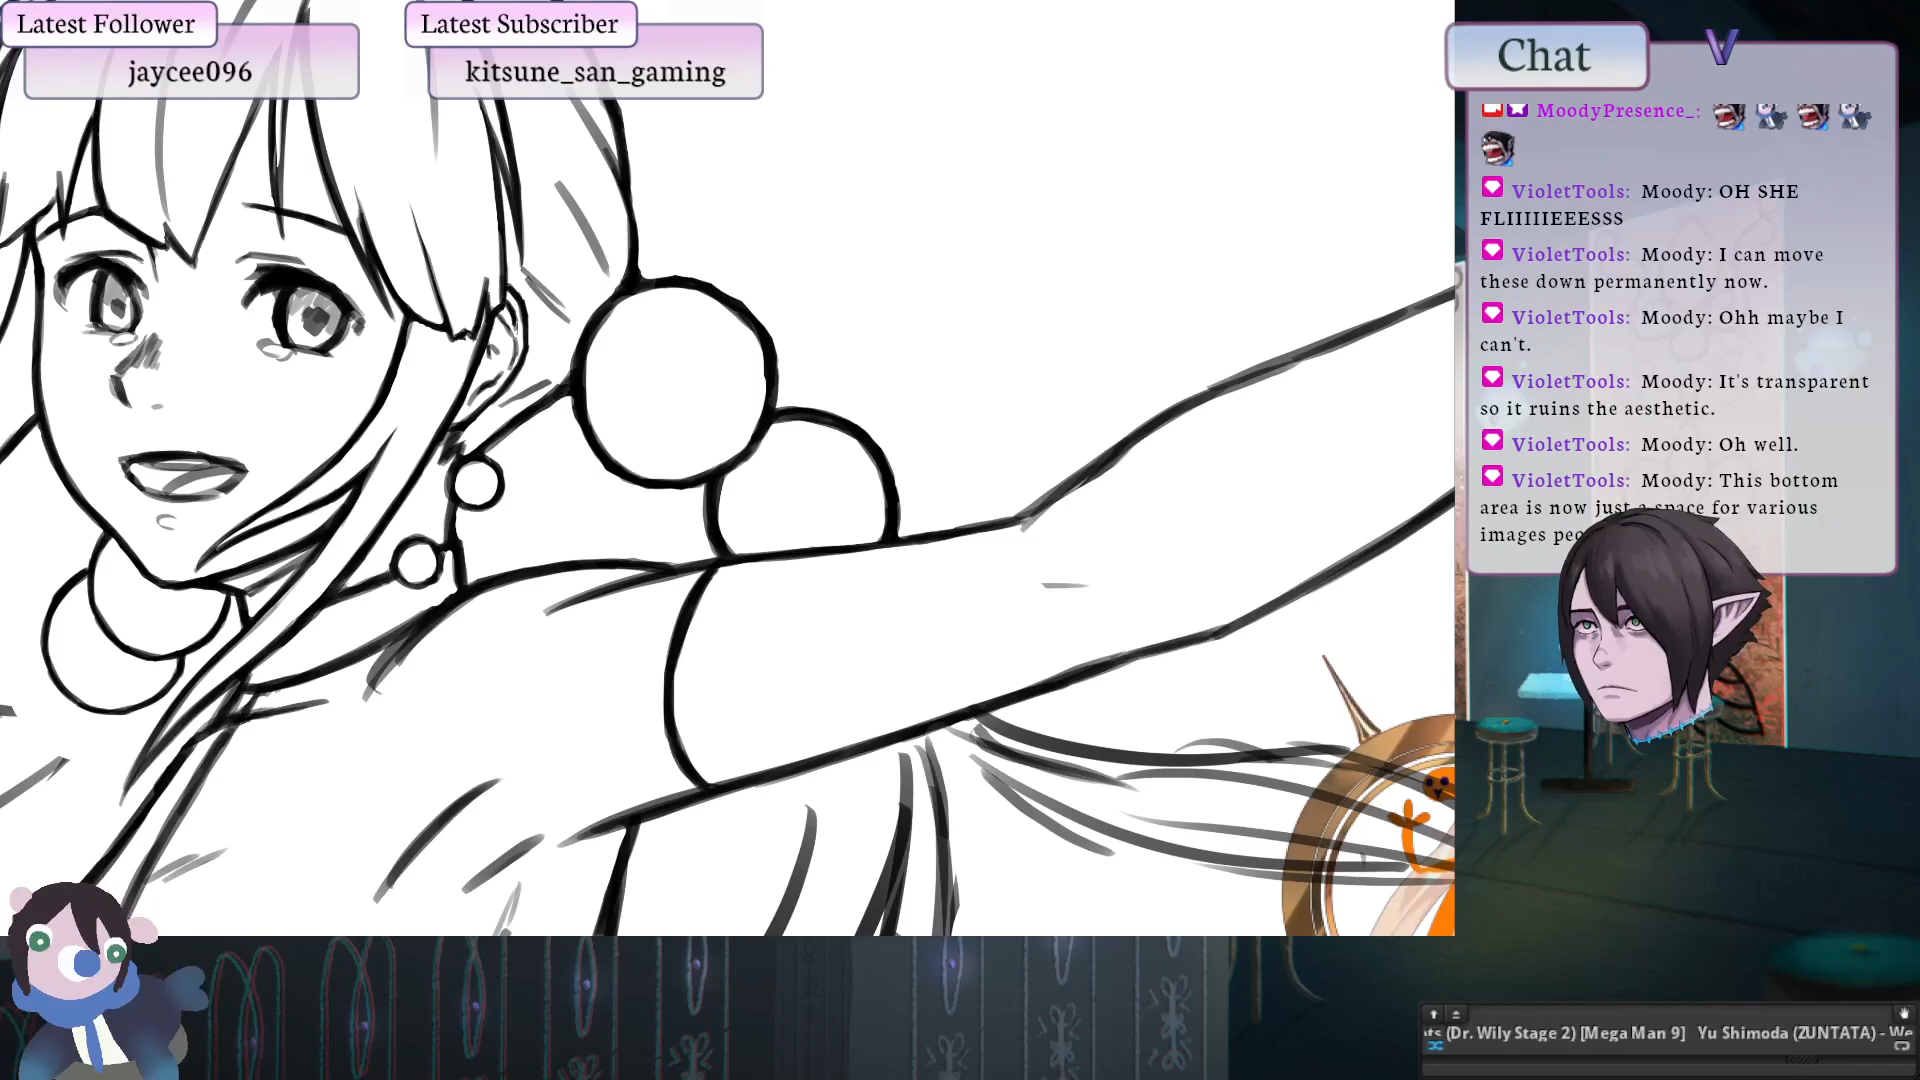 Latest Follower
jaycee096
Latest Subscriber
kitsune_san_gaming
Chat
MoodyPresence_:
VioletTools: Moody: OH SHE
FLIIIIIEEESSS
VioletTools: Moody: I can move
these down permanently now.
VioletTools: Moody: Ohh maybe I
can't.
VioletTools: Moody: It's transparent
so it ruins the aesthetic.
VioletTools: Moody: Oh well.
VioletTools: Moody: This bottom
area is now just a space for various
images
(Dr. Wily Stage 2) [Mega Man 9] Yu Shimoda (ZUNTATA) -